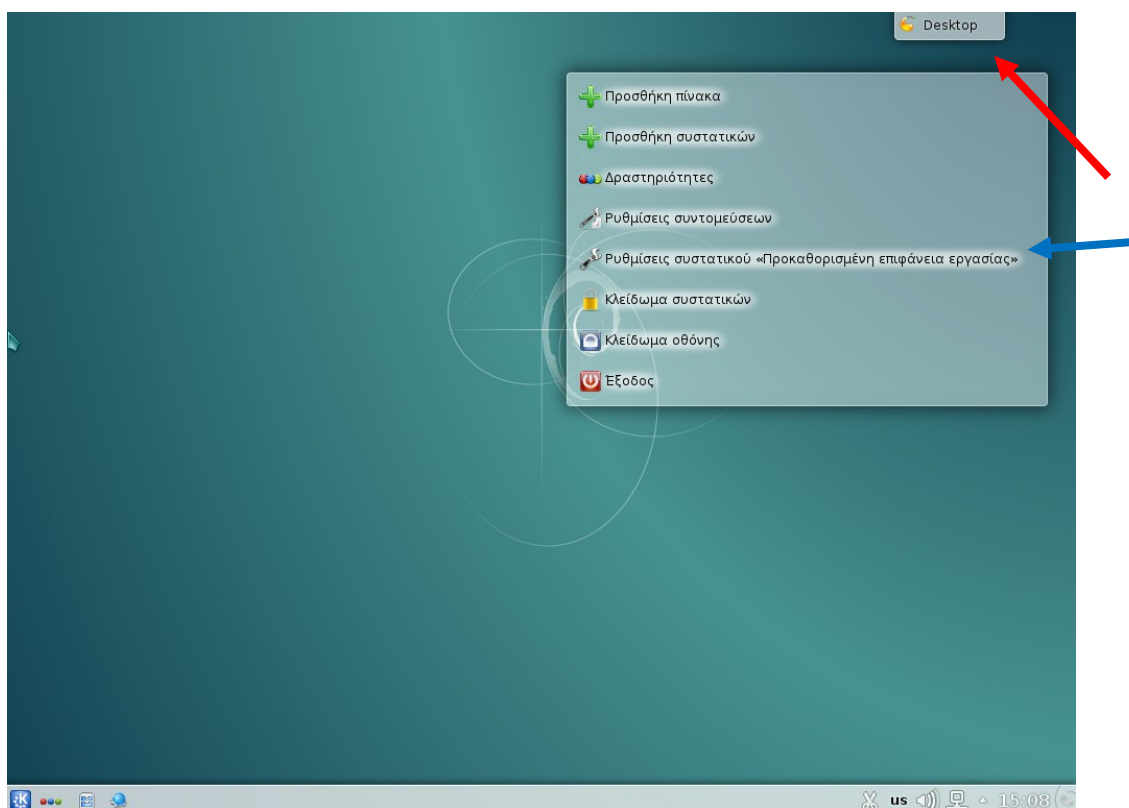 Desktop
Προσθήκη πίνακα
Προσθήκη συστατικών
Δραστηριότητες
Ρυθμίσεις συντομεύσεων
Ρυθμίσεις συστατικού «Προκαθορισμένη επιφάνεια εργασίας»
Κλείδωμα συστατικών
Κλείδωμα οθόνης
Έξοδος
us 15:08